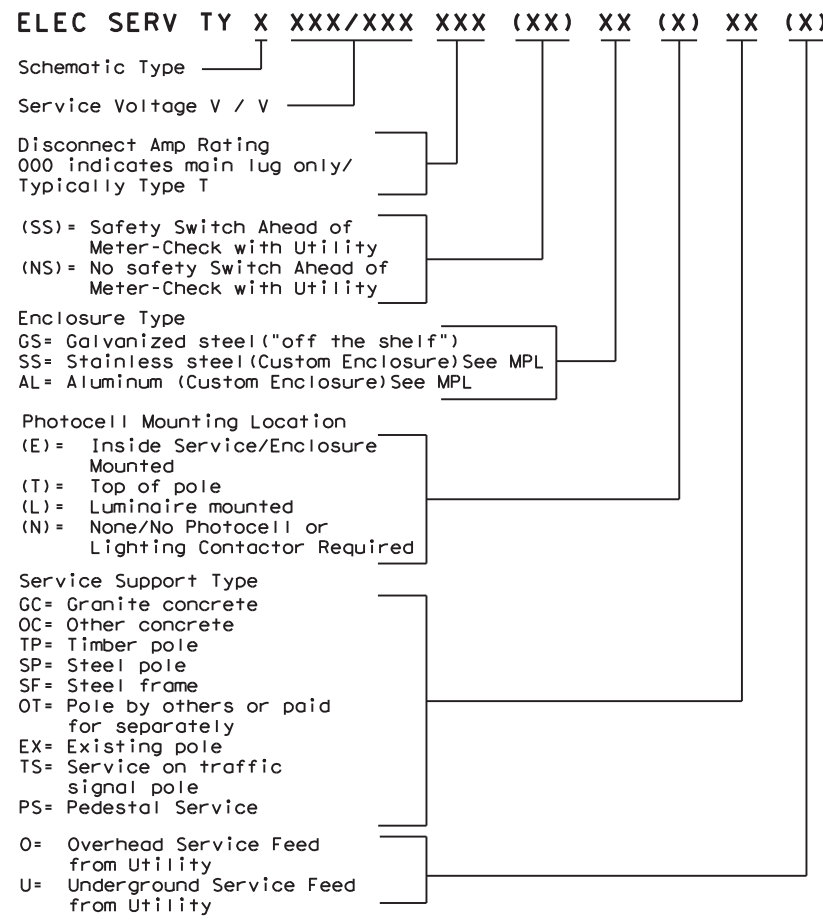 ELEC SERV TY X XXX/XXX XXX (XX) XX (X) XX (X)
Schematic Type
Service Voltage V / V
Disconnect Amp Rating
000 indicates main lug only/
Typically Type T
(SS)= Safety Switch Ahead of
Meter-Check with Utility
(NS)= No safety Switch Ahead of
Meter-Check with Utility
Enclosure Type
GS= Galvanized steel("off the shelf")
SS= Stainless steel(Custom Enclosure)See MPL
AL= Aluminum (Custom Enclosure)See MPL
Photocell Mounting Location
(E)= Inside Service/Enclosure
Mounted
(T)= Top of pole
(L)= Luminaire mounted
(N)= None/No Photocell or
Lighting Contactor Required
Service Support Type
GC= Granite concrete
OC= Other concrete
TP= Timber pole
SP= Steel pole
SF= Steel frame
OT= Pole by others or paid
for separately
EX= Existing pole
TS= Service on traffic
signal pole
PS= Pedestal Service
O= Overhead Service Feed
from Utility
U= Underground Service Feed
from Utility